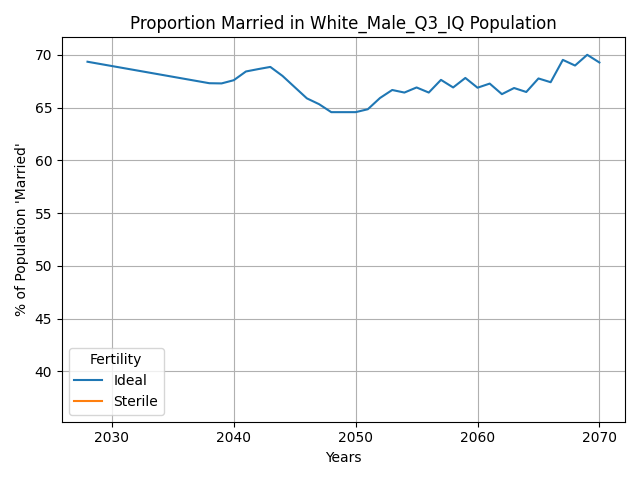 Proportion Married in White_Male_Q3_IQ Population
% of Population 'Married'
70
65
60
55
50
45
40
Fertility
Ideal
Sterile
2030 2040 2050 2060 2070
Years